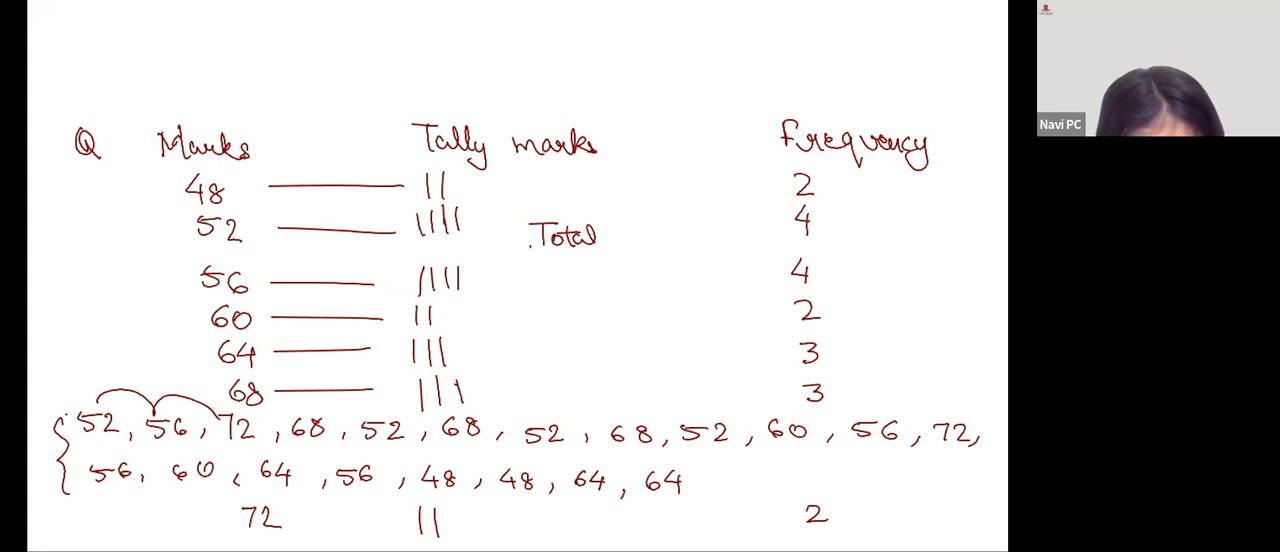 Q Marks Tally marks Frequency
48 —— || 2
52 —— |||| 4
.Total
56 —— |||| 4
60 —— || 2
64 —— ||| 3
68 —— ||| 3
52, 56, 72, 68, 52, 68, 52, 68, 52, 60, 56, 72,
56, 60, 64, 56, 48, 48, 64, 64
72 || 2
Navi PC